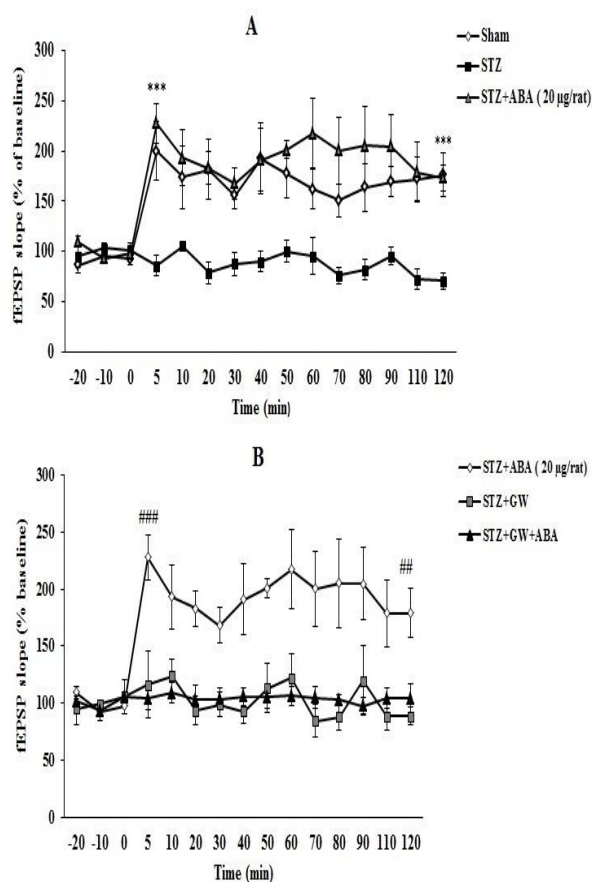 A
Sham
STZ
STZ+ABA ( 20 µg/rat)
fEPSP slope (% of baseline)
300
250
200
150
100
50
0
***
***
-20 -10 0 5 10 20 30 40 50 60 70 80 90 110 120
Time (min)
B
STZ+ABA ( 20 µg/rat)
STZ+GW
STZ+GW+ABA
fEPSP slope (% baseline)
300
250
200
150
100
50
0
###
##
-20 -10 0 5 10 20 30 40 50 60 70 80 90 110 120
Time (min)